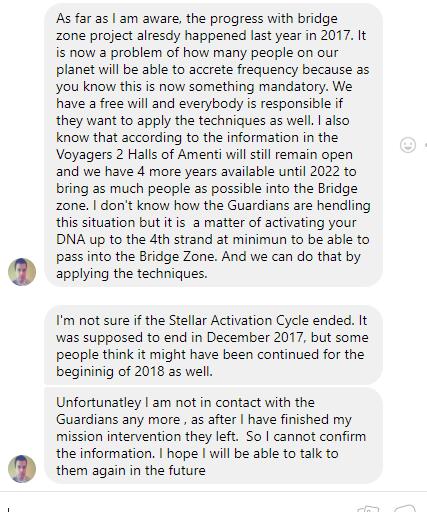 As far as I am aware, the progress with bridge
zone project alresdy happened last year in 2017. It
is now a problem of how many people on our
planet will be able to accrete frequency because as
you know this is now something mandatory. We
have a free will and everybody is responsible if
they want to apply the techniques as well. I also
know that according to the information in the
Voyagers 2 Halls of Amenti will still remain open
and we have 4 more years available until 2022 to
bring as much people as possible into the Bridge
zone. I don't know how the Guardians are hendling
this situation but it is a matter of activating your
DNA up to the 4th strand at minimun to be able to
pass into the Bridge Zone. And we can do that by
applying the techniques.
I'm not sure if the Stellar Activation Cycle ended. It
was supposed to end in December 2017, but some
people think it might have been continued for the
begininig of 2018 as well.
Unfortunatley I am not in contact with the
Guardians any more , as after I have finished my
mission intervention they left. So I cannot confirm
the information. I hope I will be able to talk to
them again in the future